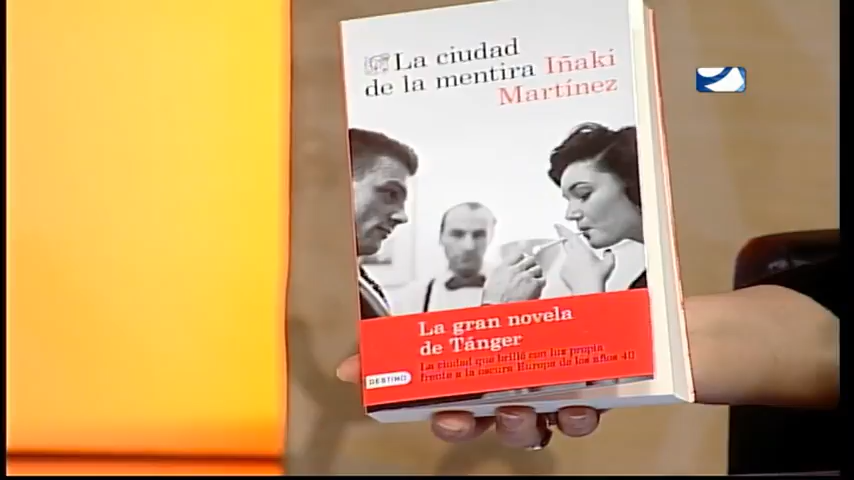 La ciudad
de la mentira Iñaki
Martínez
La gran novela
de Tánger
La ciudad que brilló con luz propia
frente a la oscura Europa de los años 40
DESTINO